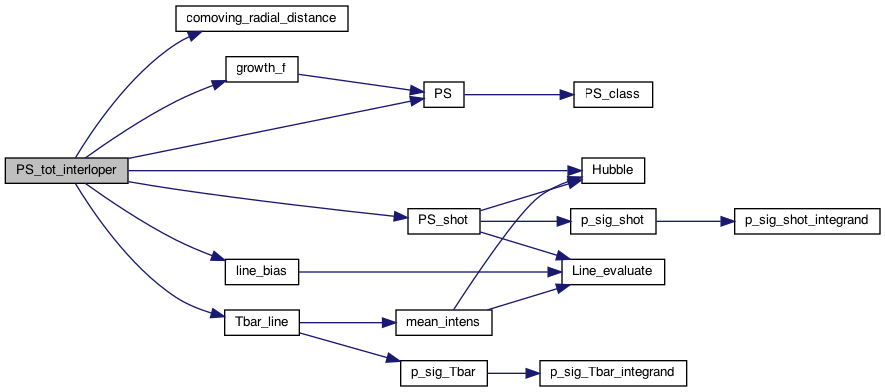 comoving_radial_distance
growth_f
PS
PS_class
PS_tot_interloper
Hubble
PS_shot
p_sig_shot
p_sig_shot_integrand
line_bias
Line_evaluate
Tbar_line
mean_intens
p_sig_Tbar
p_sig_Tbar_integrand